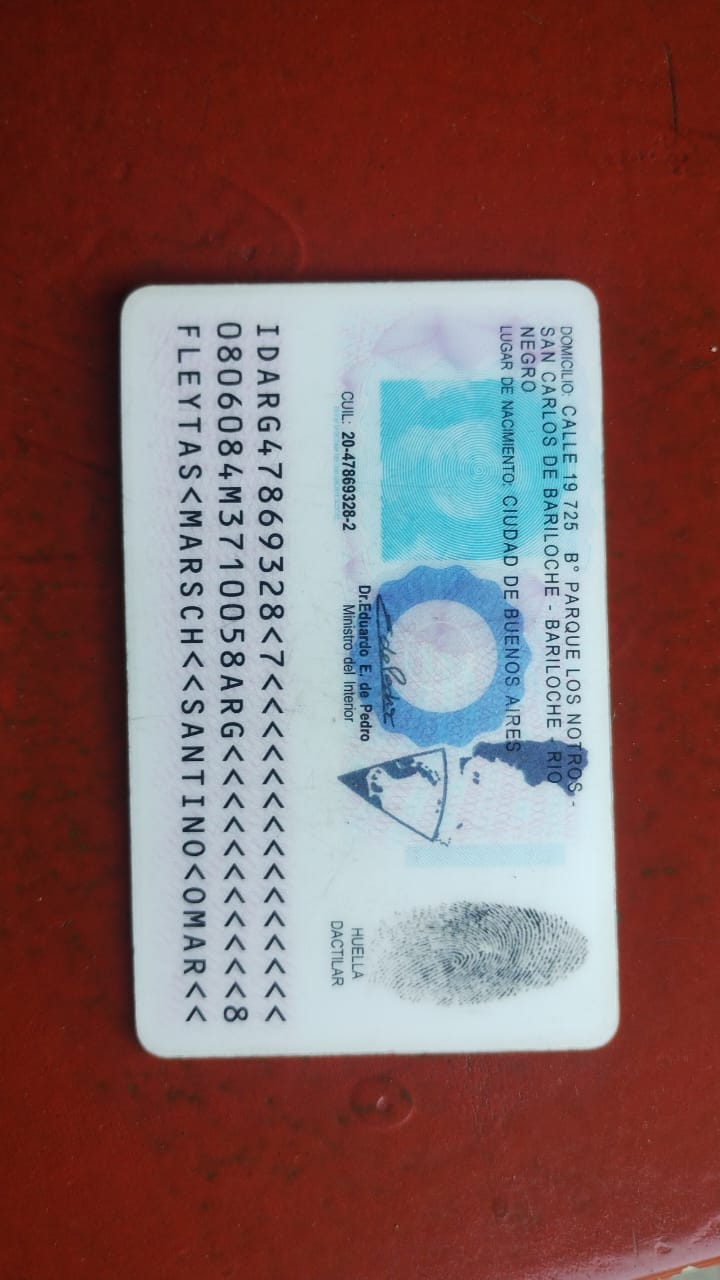 DOMICILIO: CALLE 19 725 B° PARQUE LOS NOTROS -
SAN CARLOS DE BARILOCHE - BARILOCHE - RIO
NEGRO
LUGAR DE NACIMIENTO: CIUDAD DE BUENOS AIRES
Dr.Eduardo E. de Pedro
Ministro del Interior
CUIL: 20-47869328-2
HUELLA
DACTILAR
IDARG47869328<7<<<<<<<<<<<<<<<
0806084M3710058ARG<<<<<<<<<<<8
FLEYTAS<MARSCH<<SANTINO<OMAR<<